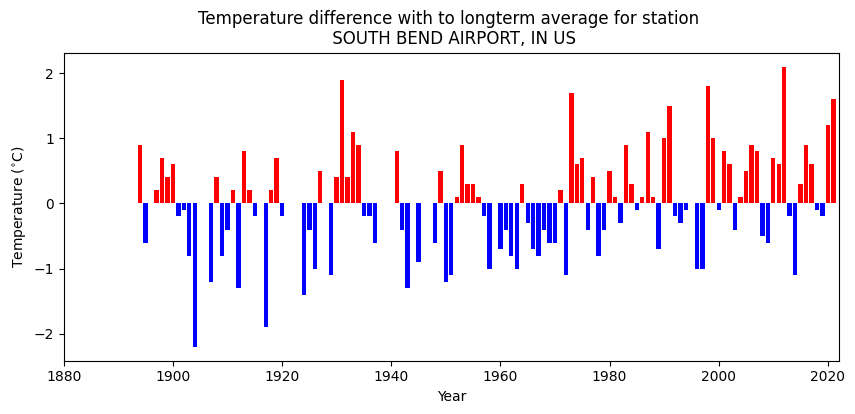 Temperature difference with to longterm average for station
SOUTH BEND AIRPORT, IN US
Temperature (°C)
2
1
0
−1
−2
1880 1900 1920 1940 1960 1980 2000 2020
Year